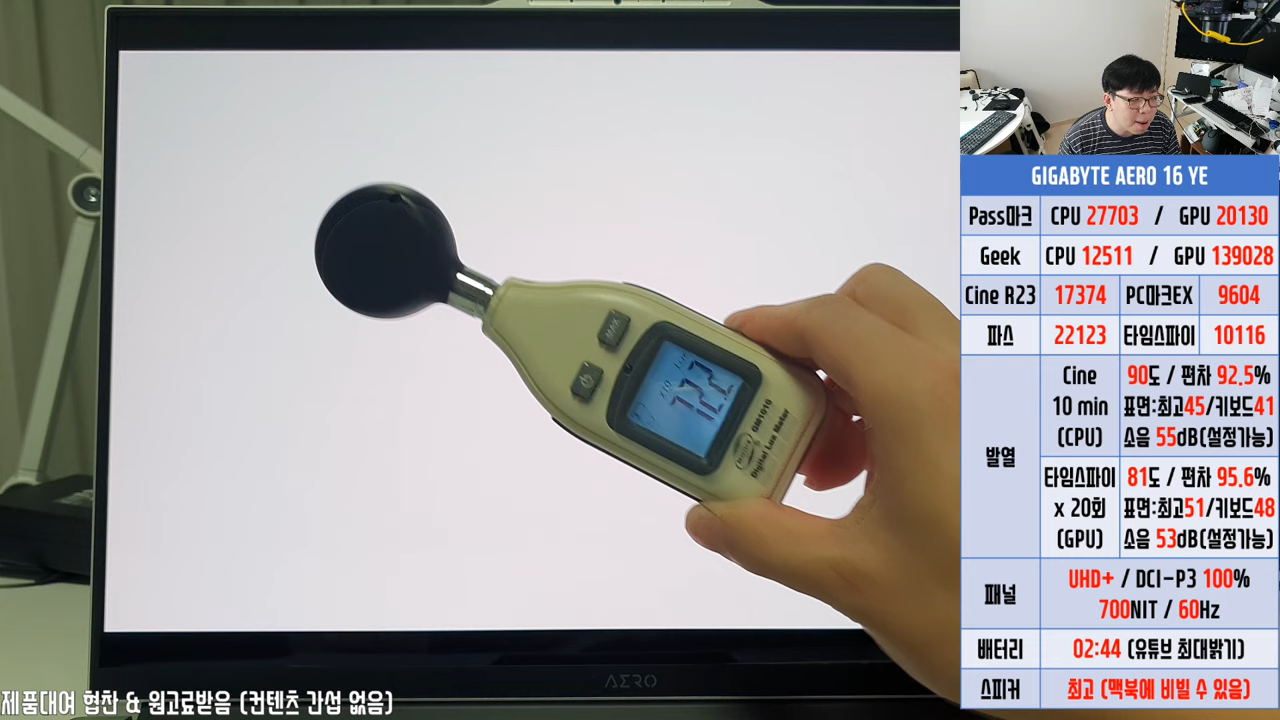 GIGABYTE AERO 16 YE
Pass마크 CPU 27703 / GPU 20130
Geek CPU 12511 / GPU 139028
Cine R23 17374 PC마크EX 9604
파스 22123 타임스파이 10116
발열
Cine 90도 / 편차 92.5%
10 min 표면:최고45/키보드41
(CPU) 소음 55dB(설정가능)
타임스파이 81도 / 편차 95.6%
x 20회 표면:최고51/키보드48
(GPU) 소음 53dB(설정가능)
패널
UHD+ / DCI-P3 100%
700NIT / 60Hz
배터리 02:44 (유튜브 최대밝기)
스피커 최고 (맥북에 비빌 수 있음)
MAX
x10
722
GM1010
Digital Lux Meter
AERO
제품대여 협찬 & 원고료받음 (컨텐츠 간섭 없음)